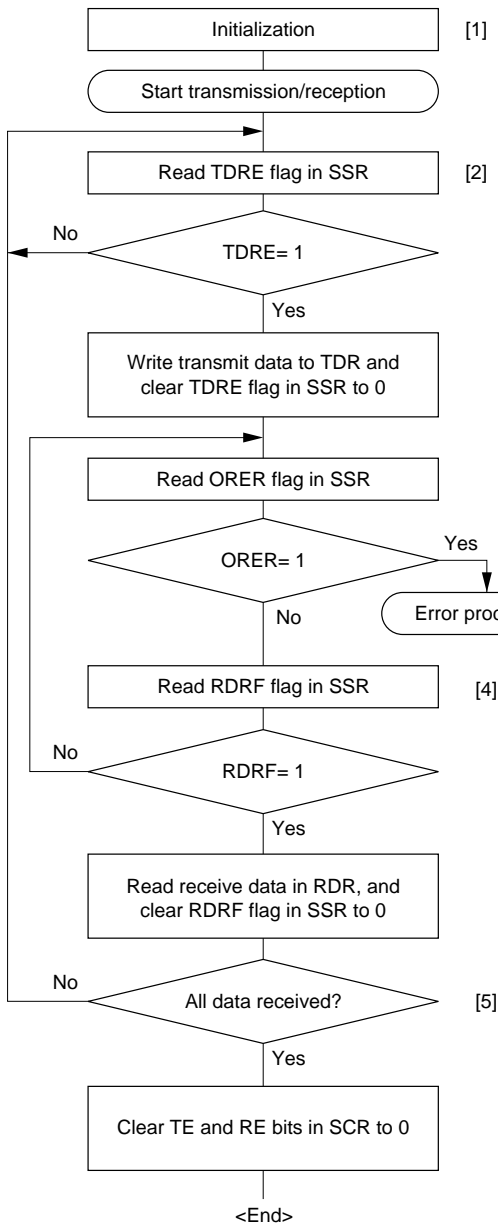 Initialization [1]
Start transmission/reception
Read TDRE flag in SSR [2]
No
TDRE= 1
Yes
Write transmit data to TDR and
clear TDRE flag in SSR to 0
Read ORER flag in SSR
ORER= 1
Yes
No
Error
Read RDRF flag in SSR [4]
No
RDRF= 1
Yes
Read receive data in RDR, and
clear RDRF flag in SSR to 0
No
All data received? [5]
Yes
Clear TE and RE bits in SCR to 0
<End>